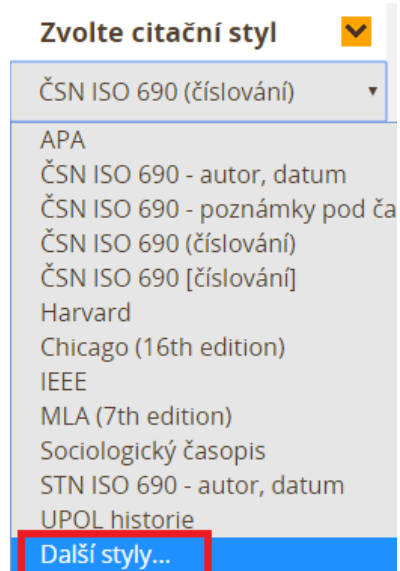 Zvolte citační styl
ČSN ISO 690 (číslování)
APA
ČSN ISO 690 - autor, datum
ČSN ISO 690 - poznámky pod ča
ČSN ISO 690 (číslování)
ČSN ISO 690 [číslování]
Harvard
Chicago (16th edition)
IEEE
MLA (7th edition)
Sociologický časopis
STN ISO 690 - autor, datum
UPOL historie
Další styly...